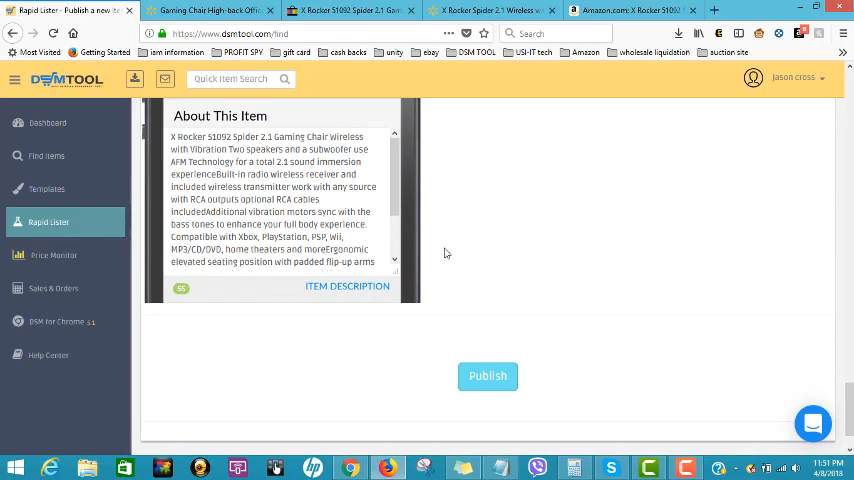 Rapid Lister - Publish a new Ite
Gaming Chair High-back Offic
X Rocker 51092 Spider 2.1 Gam
X Rocker Spider 2.1 Wireless w
Amazon.com: X Rocker 51092 S
https://www.dsmtool.com/find
Search
Most Visited
Getting Started
iam information
PROFIT SPY
gift card
cash backs
unity
ebay
DSM TOOL
USI-IT tech
Amazon
wholesale liquidation
auction site
DSMTOOL
Quick Item Search
jason cross
Dashboard
Find Items
Templates
Rapid Lister
Price Monitor
Sales & Orders
DSM for Chrome 5.1
Help Center
About This Item
X Rocker 51092 Spider 2.1 Gaming Chair Wireless
with Vibration Two speakers and a subwoofer use
AFM Technology for a total 2.1 sound immersion
experienceBuilt-in radio wireless receiver and
included wireless transmitter work with any source
with RCA outputs optional RCA cables
includedAdditional vibration motors sync with the
bass tones to enhance your full body experience.
Compatible with Xbox, PlayStation, PSP, Wii,
MP3/CD/DVD, home theaters and moreErgonomic
elevated seating position with padded flip-up arms
55
ITEM DESCRIPTION
Publish
11:51 PM
4/8/2018